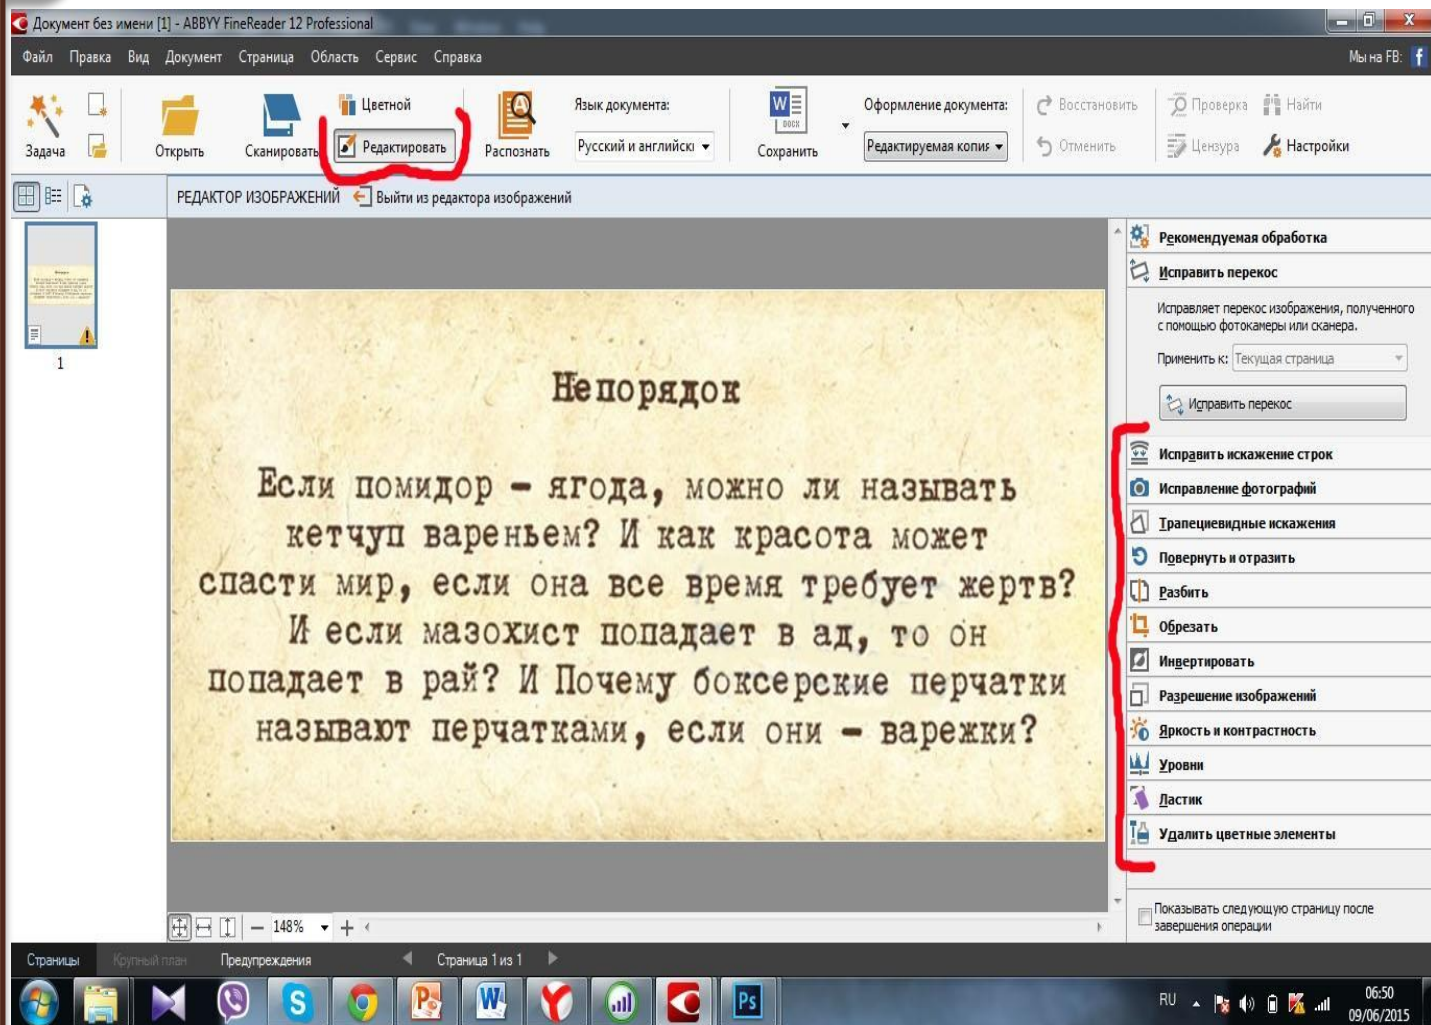 Документ без имени [1] - ABBYY FineReader 12 Professional
Файл Правка Вид Документ Страница Область Сервис Справка
Мы на FB: f
Задача
Открыть
Сканировать
Цветной
Редактировать
Распознать
Язык документа:
Русский и английскı
Сохранить
Оформление документа:
Редактируемая копия
Восстановить
Отменить
Проверка
Найти
Цензура
Настройки
РЕДАКТОР ИЗОБРАЖЕНИЙ Выйти из редактора изображений
1
Непорядок
Если помидор – ягода, можно ли называть
кетчуп вареньем? И как красота может
спасти мир, если она все время требует жертв?
И если мазохист попадает в ад, то он
попадает в рай? И Почему боксерские перчатки
называют перчатками, если они – варежки?
Рекомендуемая обработка
Исправить перекос
Исправляет перекос изображения, полученного
с помощью фотокамеры или сканера.
Применить к: Текущая страница
Исправить перекос
Исправить искажение строк
Исправление фотографий
Трапециевидные искажения
Повернуть и отразить
Разбить
Обрезать
Инвертировать
Разрешение изображений
Яркость и контрастность
Уровни
Ластик
Удалить цветные элементы
Показывать следующую страницу после
завершения операции
148%
Страницы Крупный план Предупреждения Страница 1 из 1
RU
06:50
09/06/2015